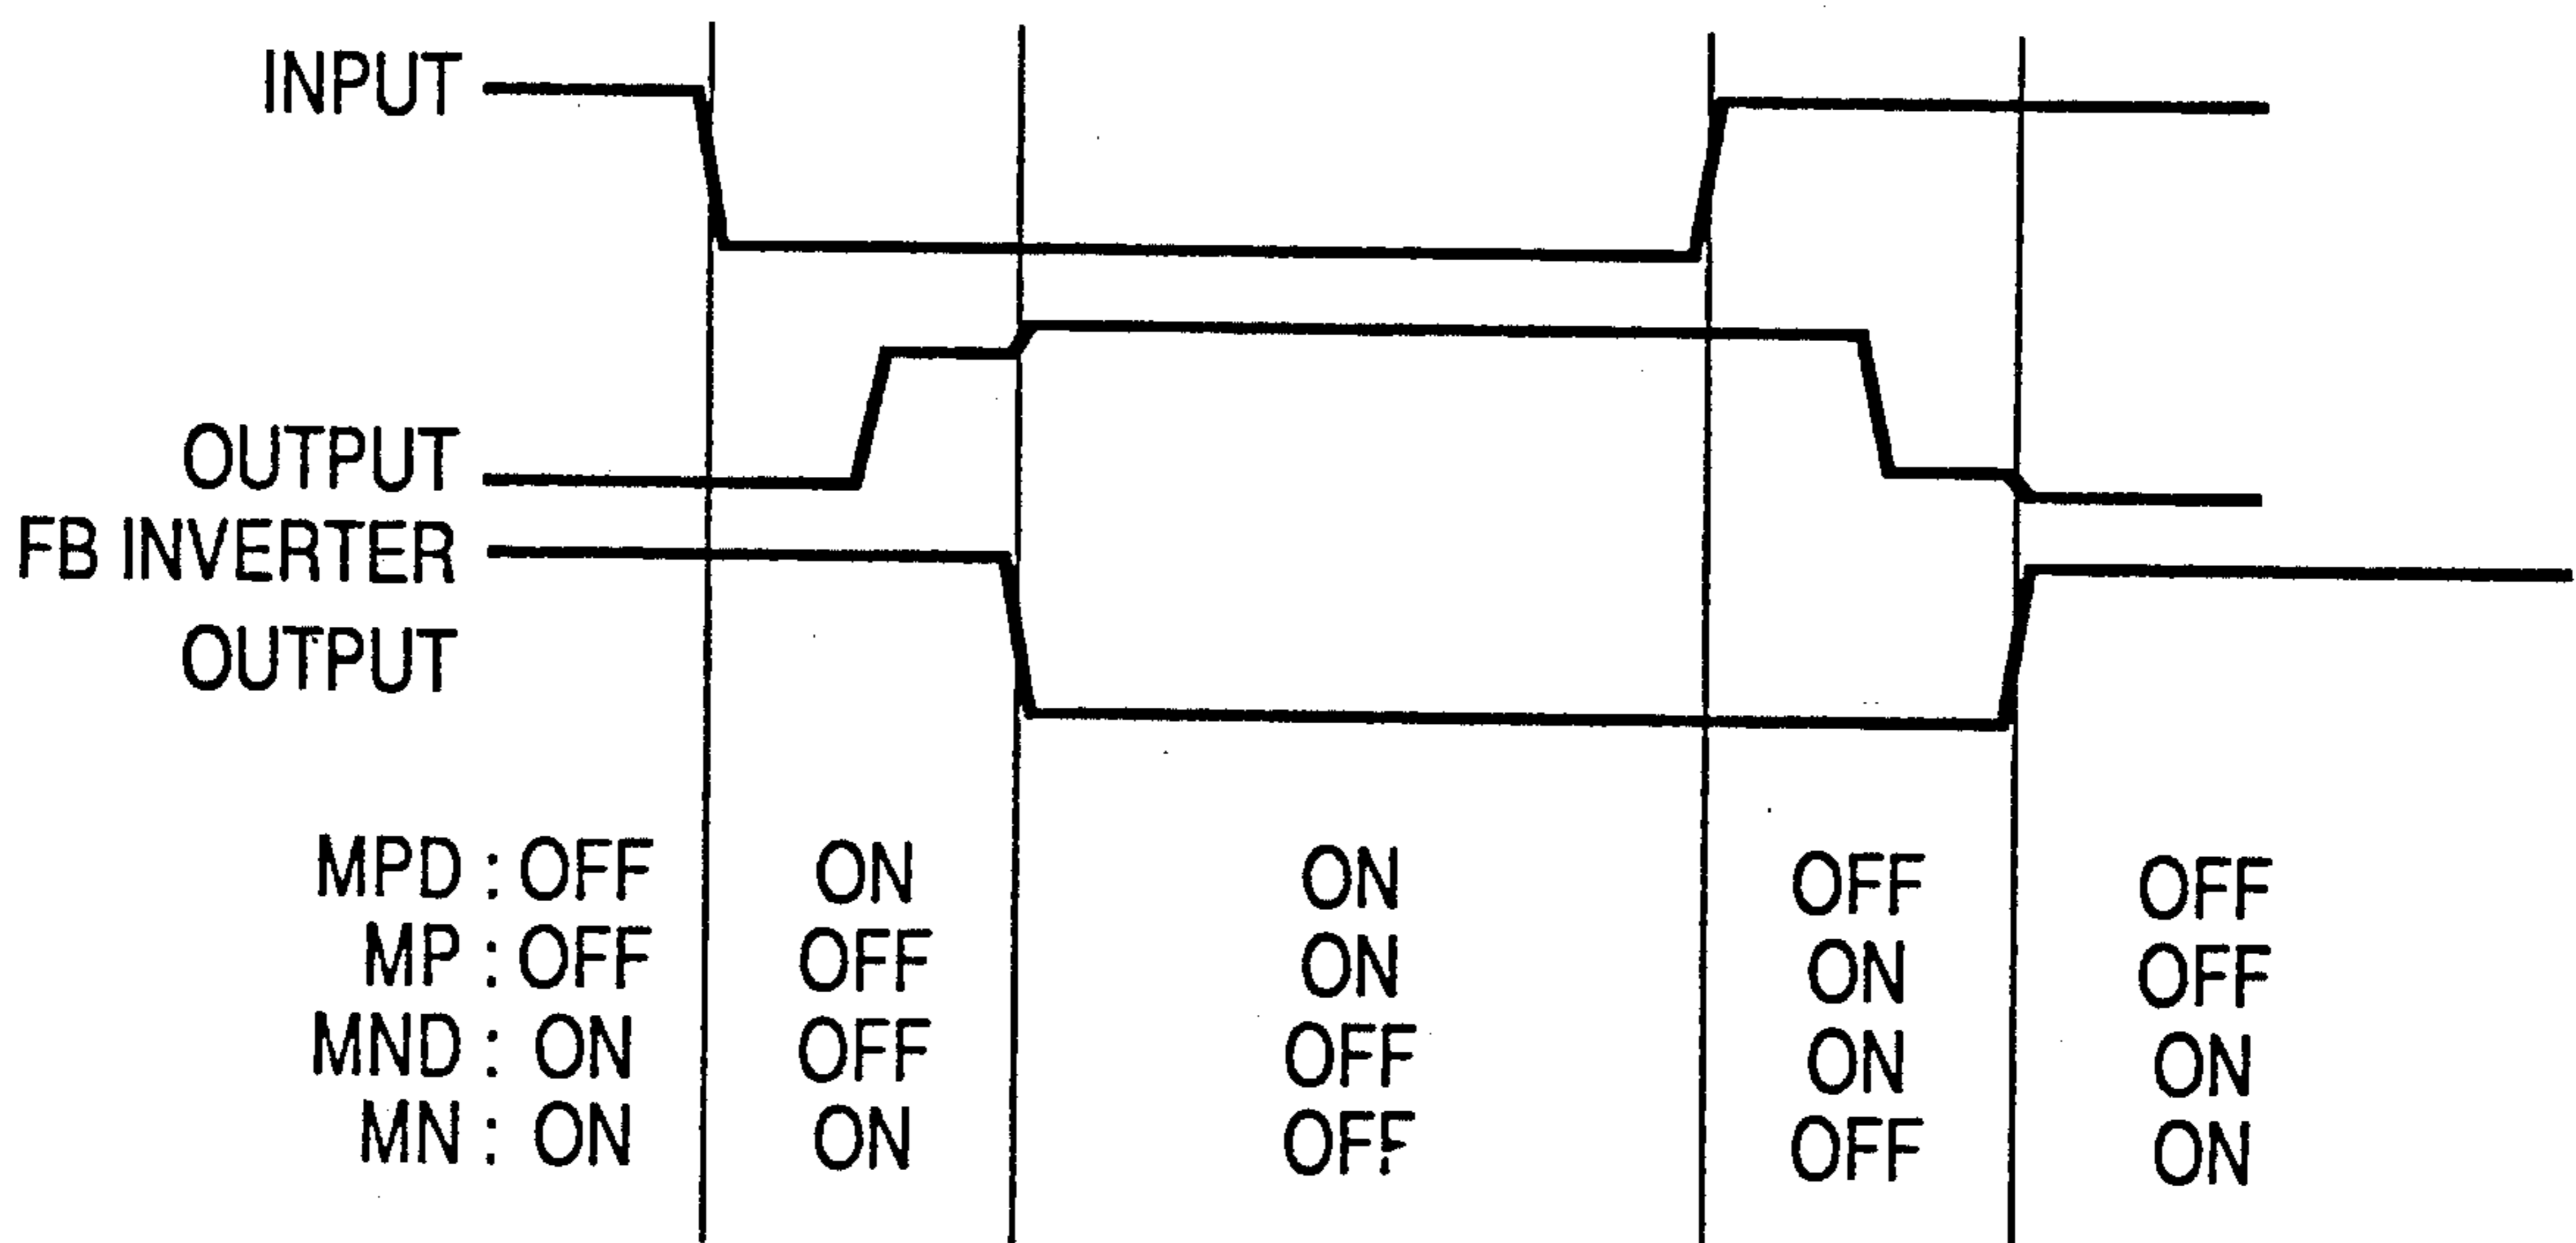 INPUT
OUTPUT
FB INVERTER
OUTPUT
MPD : OFF ON ON OFF OFF
MP : OFF OFF ON ON OFF
MND : ON OFF OFF ON ON
MN : ON ON OFF OFF ON